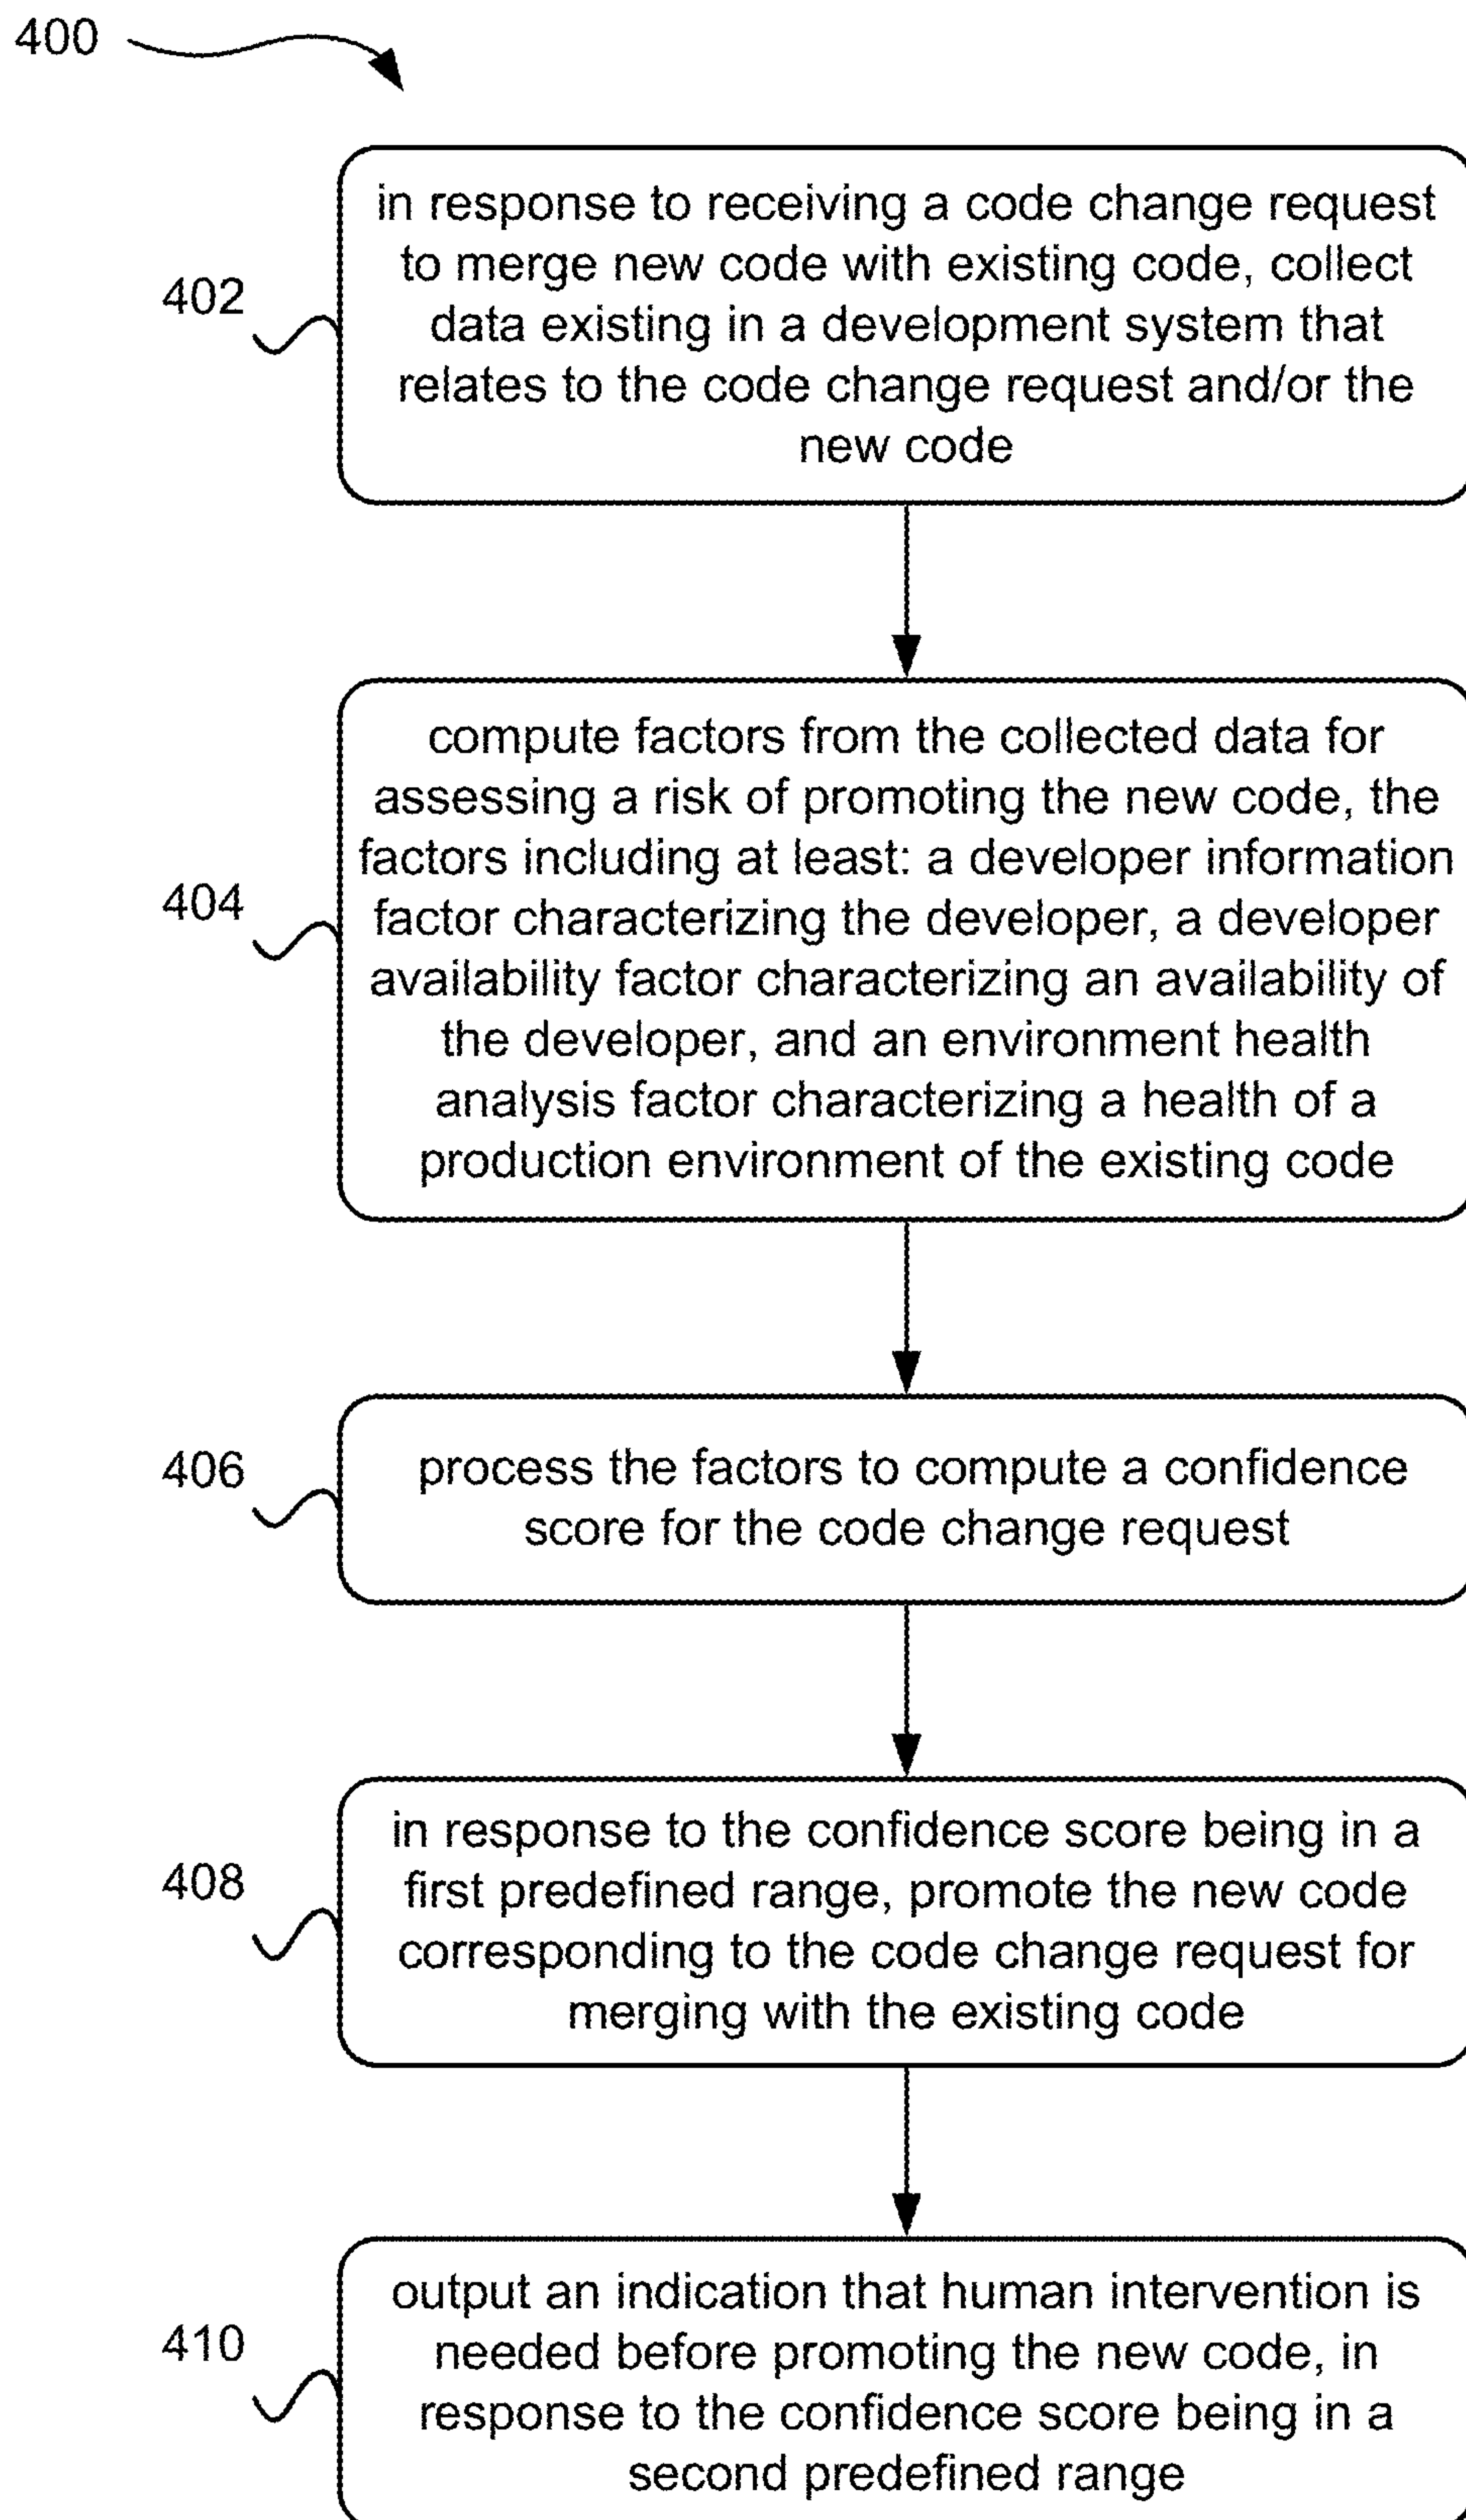 400
402
in response to receiving a code change request
to merge new code with existing code, collect
data existing in a development system that
relates to the code change request and/or the
new code
404
compute factors from the collected data for
assessing a risk of promoting the new code, the
factors including at least: a developer information
factor characterizing the developer, a developer
availability factor characterizing an availability of
the developer, and an environment health
analysis factor characterizing a health of a
production environment of the existing code
406
process the factors to compute a confidence
score for the code change request
408
in response to the confidence score being in a
first predefined range, promote the new code
corresponding to the code change request for
merging with the existing code
410
output an indication that human intervention is
needed before promoting the new code, in
response to the confidence score being in a
second predefined range